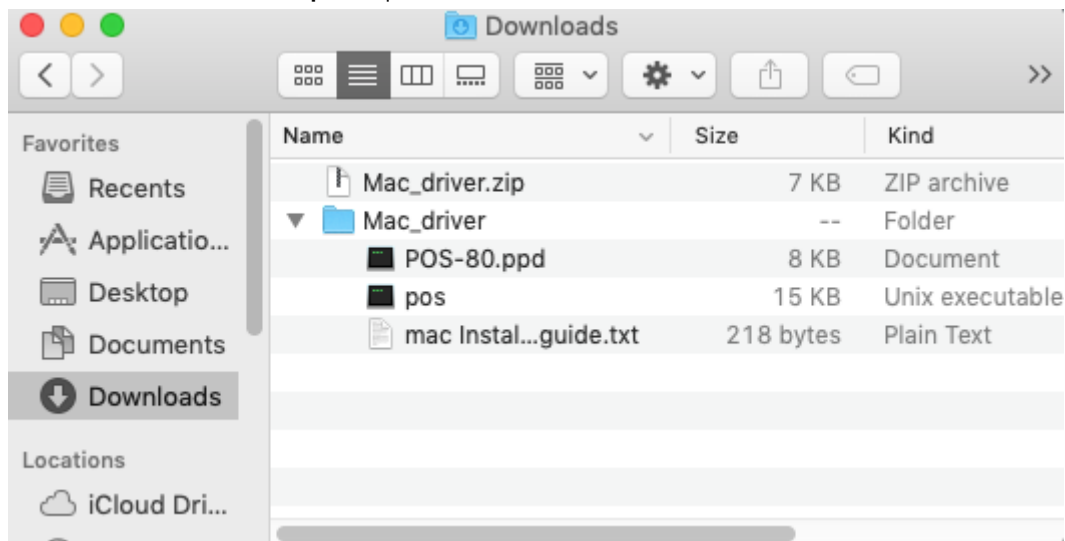 Downloads
Favorites
Recents
Applicatio...
Desktop
Documents
Downloads
Locations
iCloud Dri...
Name Size Kind
Mac_driver.zip 7 KB ZIP archive
Mac_driver -- Folder
POS-80.ppd 8 KB Document
pos 15 KB Unix executable
mac Instal...guide.txt 218 bytes Plain Text